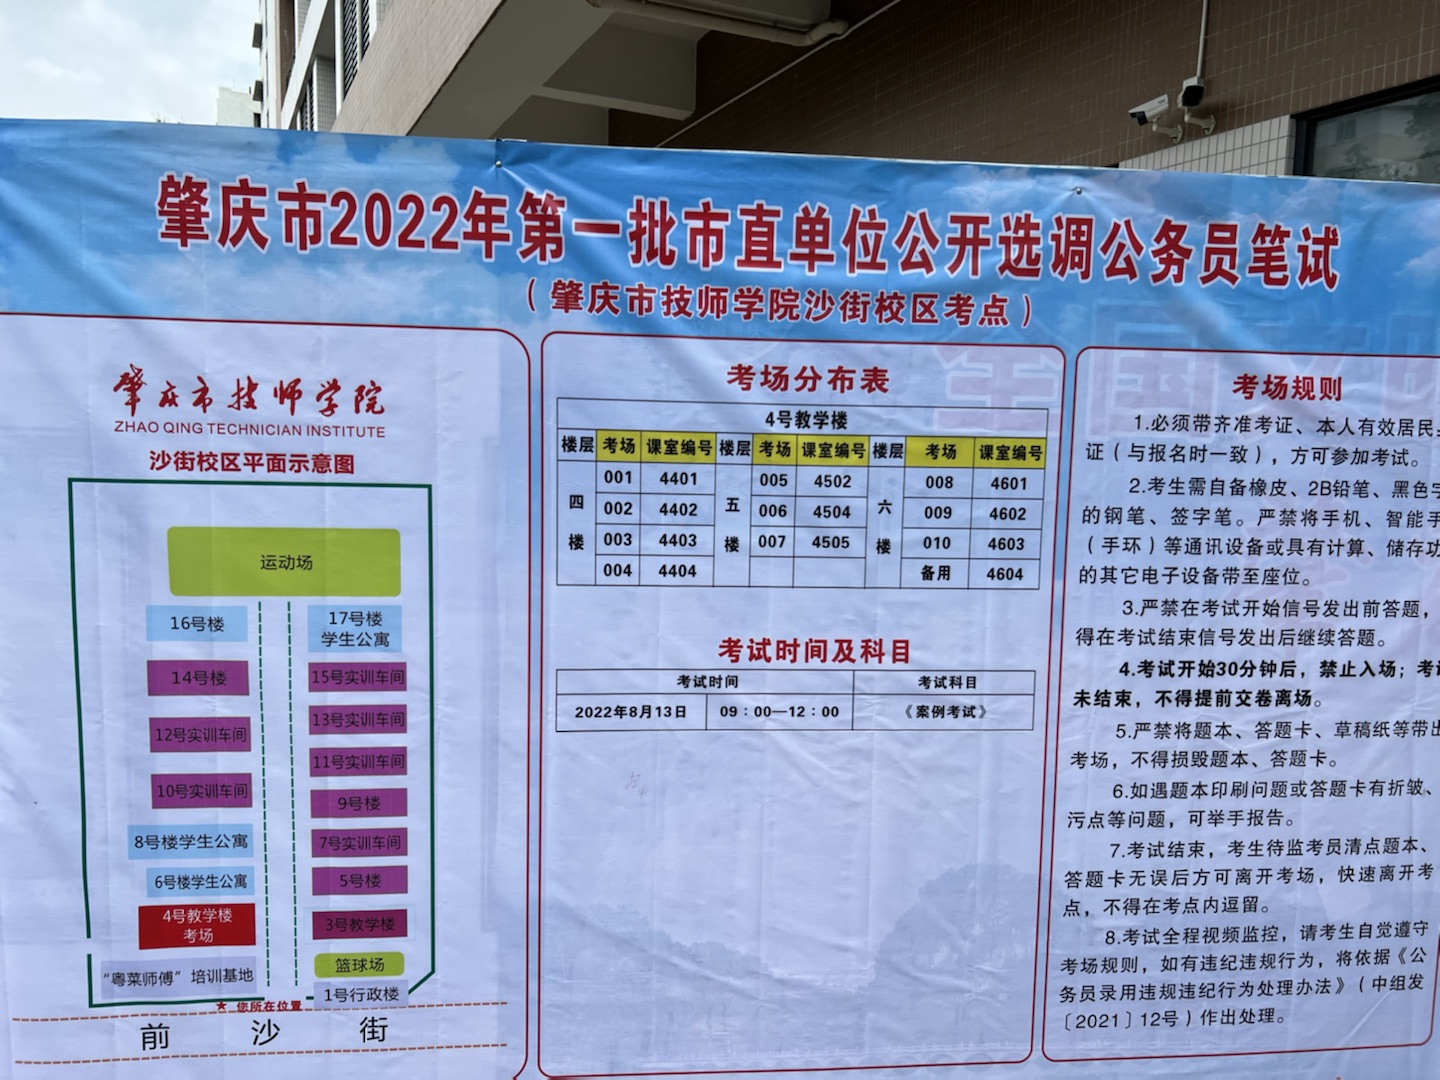 肇庆市2022年第一批市直单位公开选调公务员笔试
（肇庆市技师学院沙街校区考点）
肇庆市技师学院
ZHAO QING TECHNICIAN INSTITUTE
沙街校区平面示意图
运动场
16号楼
17号楼
学生公寓
14号楼
15号实训车间
12号实训车间
13号实训车间
11号实训车间
10号实训车间
9号楼
8号楼学生公寓
7号实训车间
6号楼学生公寓
5号楼
4号教学楼
考场
3号教学楼
“粤菜师傅”培训基地
篮球场
1号行政楼
★ 您所在位置
前 沙 街
考场分布表
4号教学楼
楼层 考场 课室编号 楼层 考场 课室编号 楼层 考场 课室编号
四楼 001 4401 五楼 005 4502 六楼 008 4601
002 4402 006 4504 009 4602
003 4403 007 4505 010 4603
004 4404 备用 4604
考试时间及科目
考试时间 考试科目
2022年8月13日 09：00—12：00 《案例考试》
考场规则
1.必须带齐准考证、本人有效居民
证（与报名时一致），方可参加考试。
2.考生需自备橡皮、2B铅笔、黑色字
的钢笔、签字笔。严禁将手机、智能手
（手环）等通讯设备或具有计算、储存功
的其它电子设备带至座位。
3.严禁在考试开始信号发出前答题，
得在考试结束信号发出后继续答题。
4.考试开始30分钟后，禁止入场；考试
未结束，不得提前交卷离场。
5.严禁将题本、答题卡、草稿纸等带出
考场，不得损毁题本、答题卡。
6.如遇题本印刷问题或答题卡有折皱、
污点等问题，可举手报告。
7.考试结束，考生待监考员清点题本、
答题卡无误后方可离开考场，快速离开考
点，不得在考点内逗留。
8.考试全程视频监控，请考生自觉遵守
考场规则，如有违纪违规行为，将依据《公
务员录用违规违纪行为处理办法》（中组发
〔2021〕12号）作出处理。